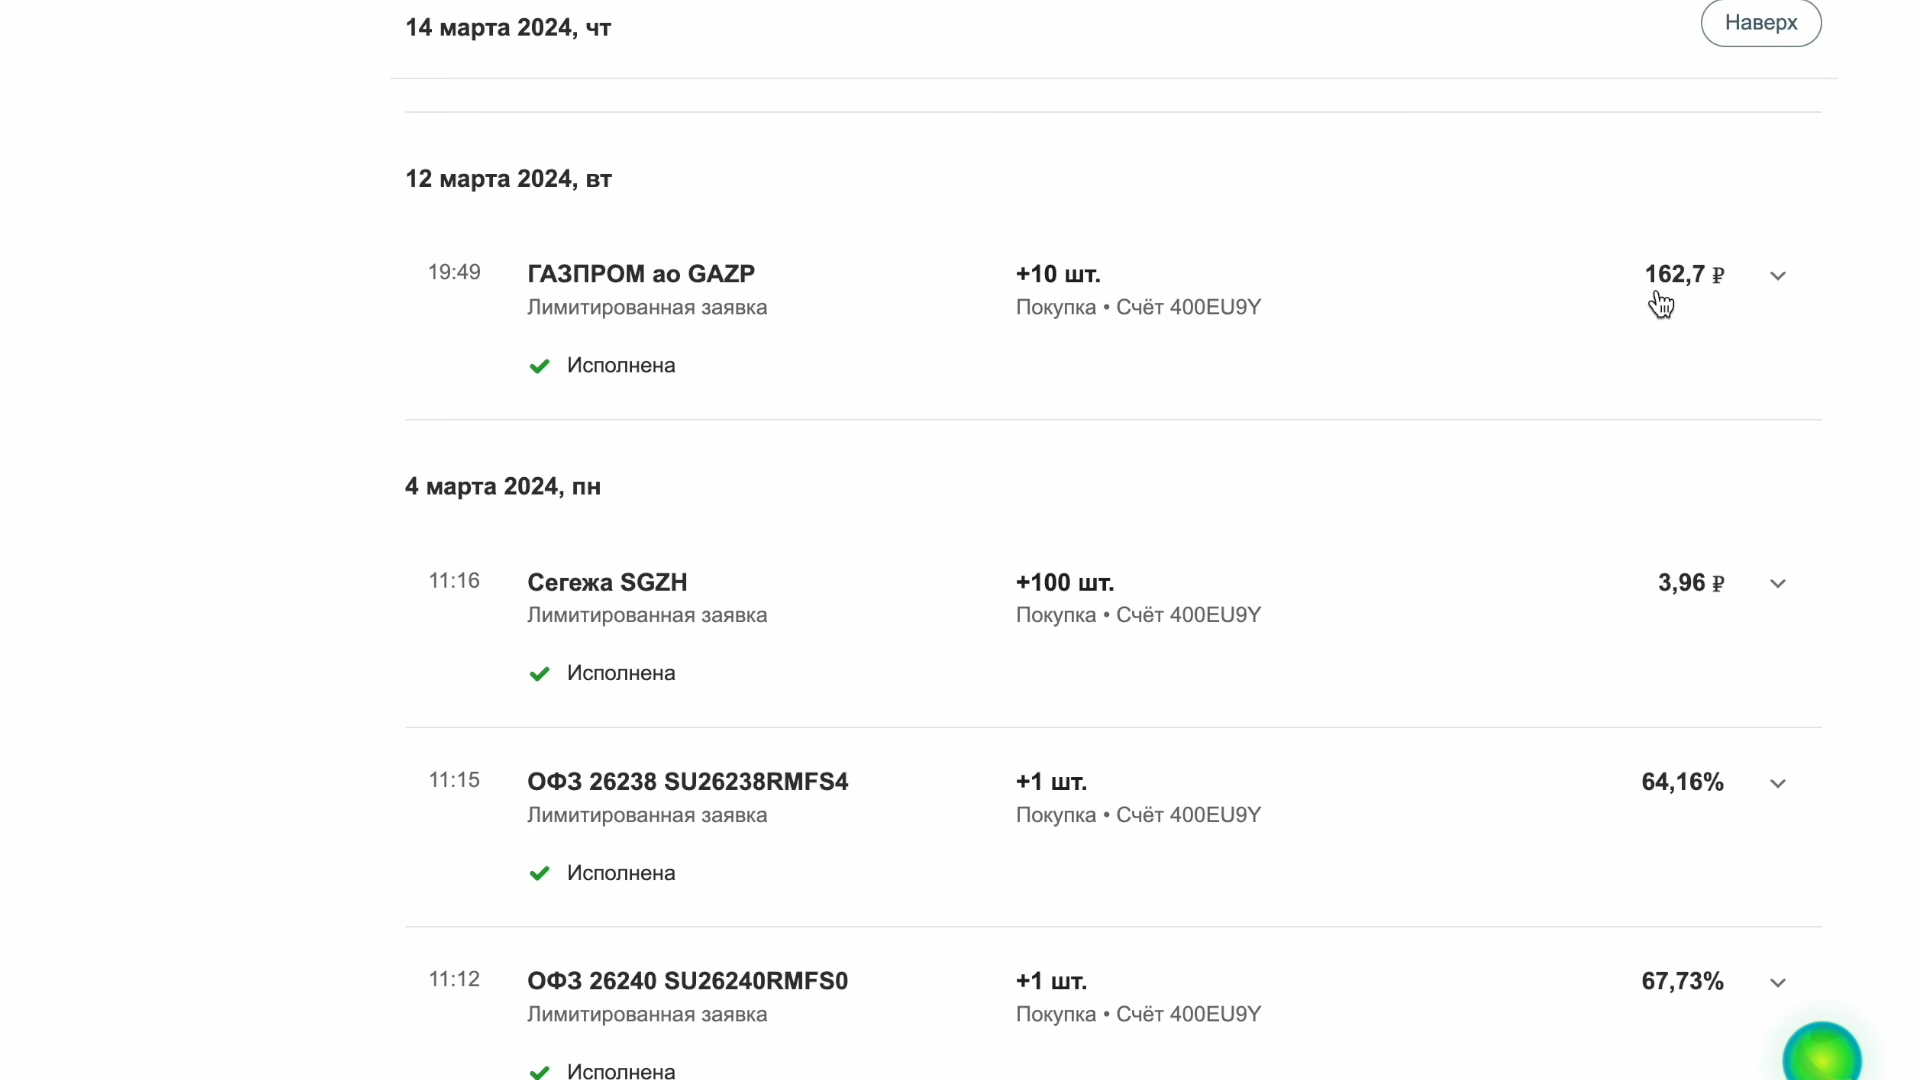 14 марта 2024, чт
Наверх
12 марта 2024, вт
19:49 ГАЗПРОМ ао GAZP +10 шт. 162,7 ₽
Лимитированная заявка Покупка • Счёт 400EU9Y
Исполнена
4 марта 2024, пн
11:16 Сегежа SGZH +100 шт. 3,96 ₽
Лимитированная заявка Покупка • Счёт 400EU9Y
Исполнена
11:15 ОФЗ 26238 SU26238RMFS4 +1 шт. 64,16%
Лимитированная заявка Покупка • Счёт 400EU9Y
Исполнена
11:12 ОФЗ 26240 SU26240RMFS0 +1 шт. 67,73%
Лимитированная заявка Покупка • Счёт 400EU9Y
Исполнена